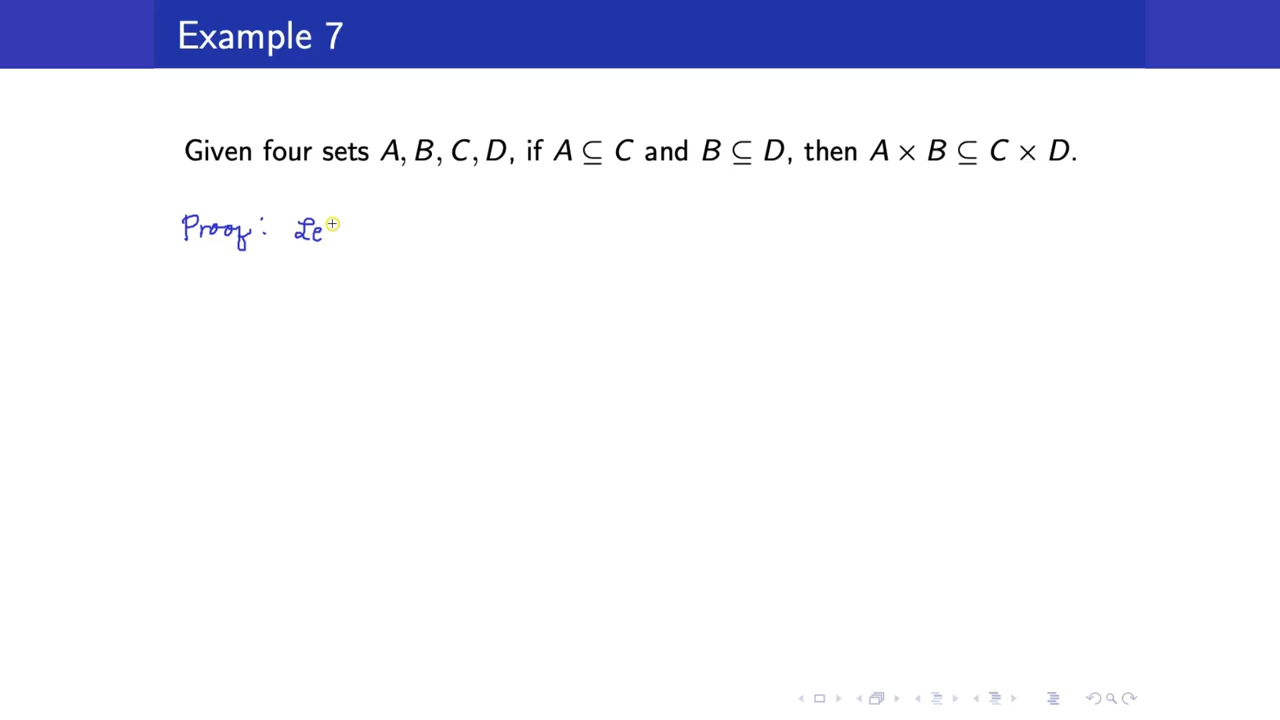 Example 7
Given four sets A, B, C, D, if A ⊆ C and B ⊆ D, then A × B ⊆ C × D.
Proof: Le